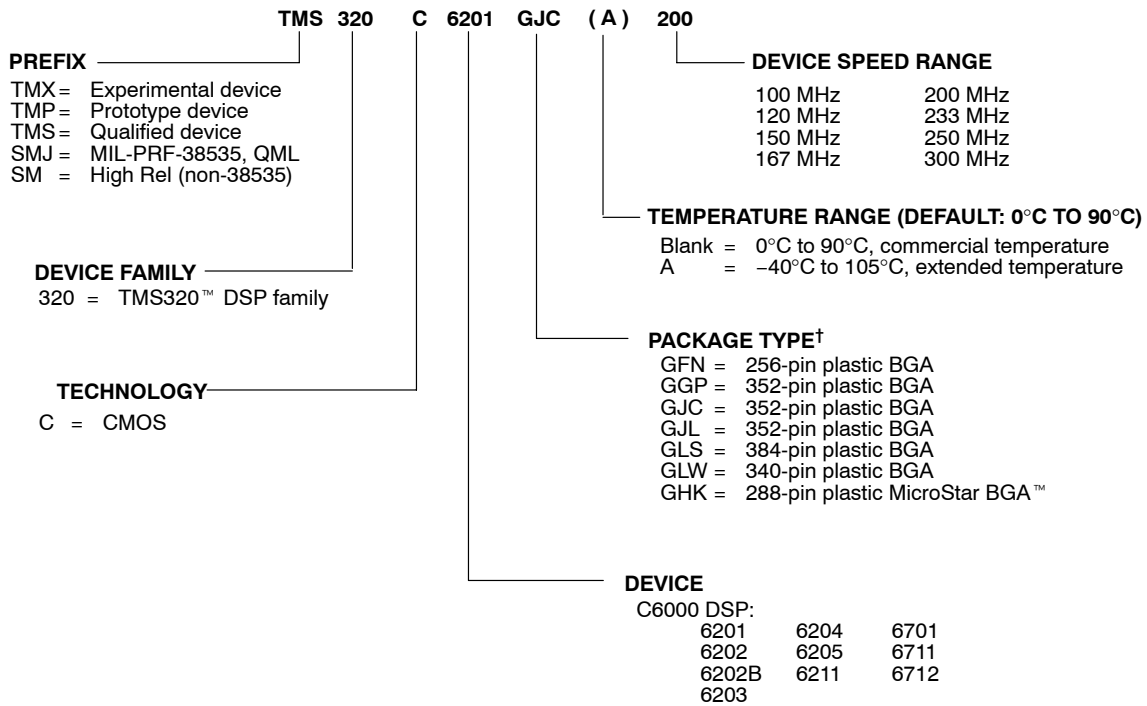 TMS 320 C 6201 GJC ( A ) 200
PREFIX
TMX = Experimental device
TMP = Prototype device
TMS = Qualified device
SMJ = MIL-PRF-38535, QML
SM = High Rel (non-38535)
DEVICE SPEED RANGE
100 MHz 200 MHz
120 MHz 233 MHz
150 MHz 250 MHz
167 MHz 300 MHz
TEMPERATURE RANGE (DEFAULT: 0°C TO 90°C)
Blank = 0°C to 90°C, commercial temperature
A = −40°C to 105°C, extended temperature
DEVICE FAMILY
320 = TMS320™ DSP family
PACKAGE TYPE†
GFN = 256-pin plastic BGA
GGP = 352-pin plastic BGA
GJC = 352-pin plastic BGA
GJL = 352-pin plastic BGA
GLS = 384-pin plastic BGA
GLW = 340-pin plastic BGA
GHK = 288-pin plastic MicroStar BGA™
TECHNOLOGY
C = CMOS
DEVICE
C6000 DSP:
6201 6204 6701
6202 6205 6711
6202B 6211 6712
6203